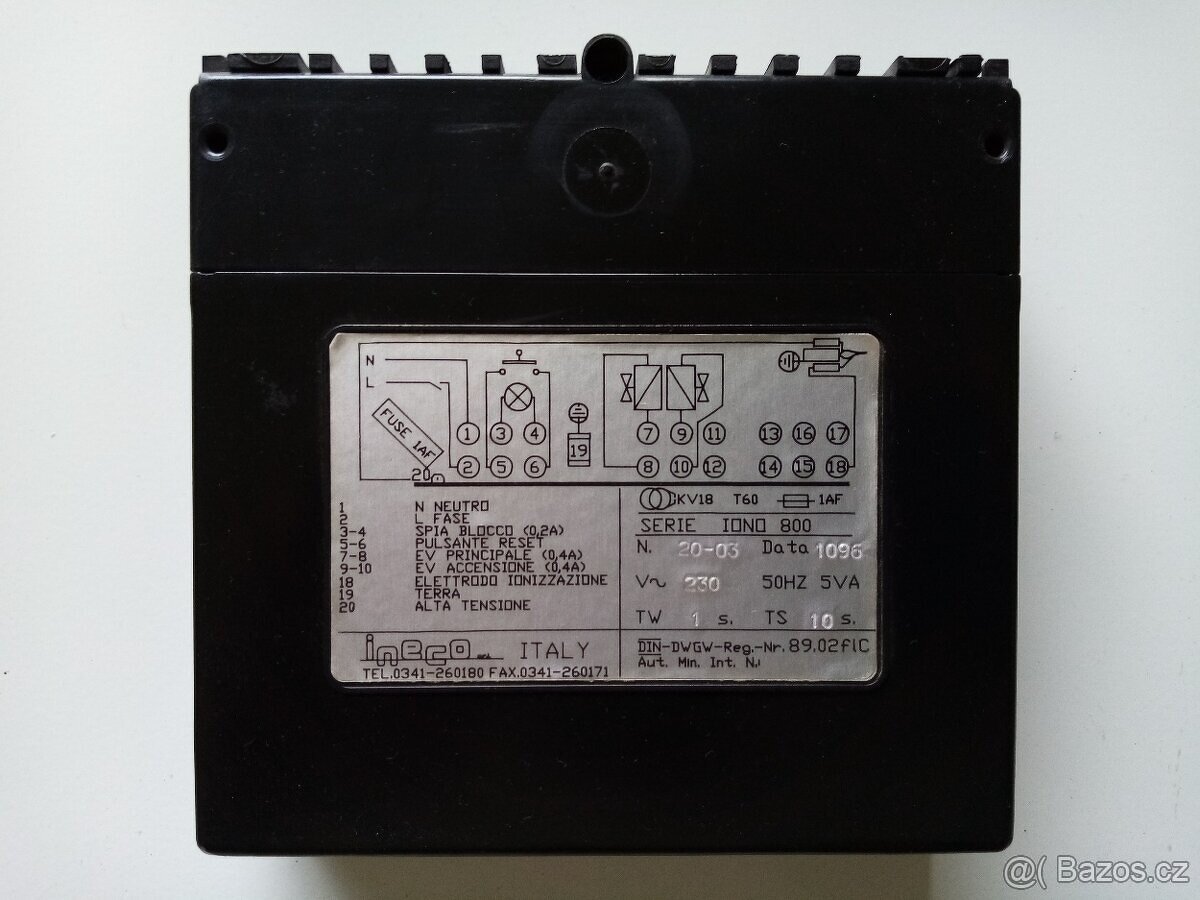 N
L
FUSE 1AF
1 3 4 7 9 11 13 16 17
2 5 6 19 8 10 12 14 15 18
20
1 N NEUTRO
2 L FASE
3-4 SPIA BLOCCO (0,2A)
5-6 PULSANTE RESET
7-8 EV PRINCIPALE (0,4A)
9-10 EV ACCENSIONE (0,4A)
18 ELETTRODO IONIZZAZIONE
19 TERRA
20 ALTA TENSIONE
KV18 T60 1AF
SERIE IONO 800
N. 20-03 Data 1096
V~ 230 50HZ 5VA
TW 1 s. TS 10 s.
ineco ITALY
TEL.0341-260180 FAX.0341-260171
DIN-DWGW-Reg.-Nr. 89.02flC
Aut. Min. Int. N.:
@( Bazos.cz